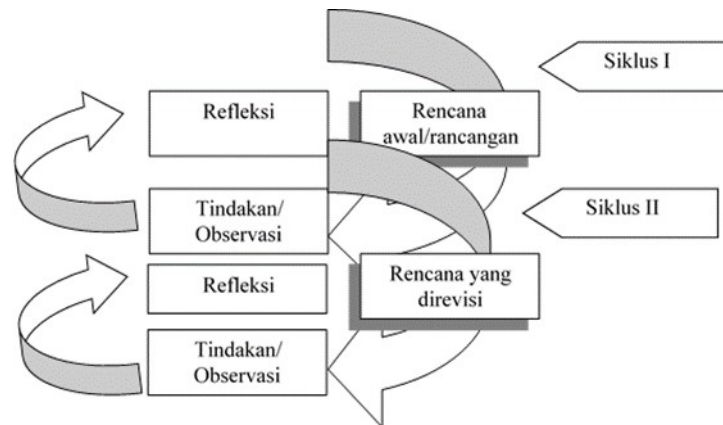 Siklus I
Refleksi
Rencana
awal/rancangan
Tindakan/
Observasi
Siklus II
Refleksi
Rencana yang
direvisi
Tindakan/
Observasi